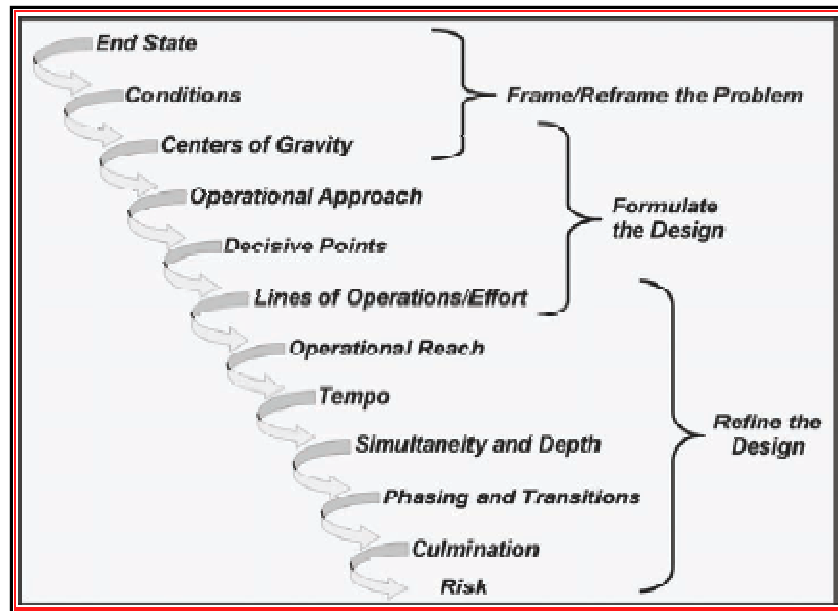 End State
Conditions
Frame/Reframe the Problem
Centers of Gravity
Operational Approach
Formulate
the Design
Decisive Points
Lines of Operations/Effort
Operational Reach
Tempo
Refine the
Design
Simultaneity and Depth
Phasing and Transitions
Culmination
Risk